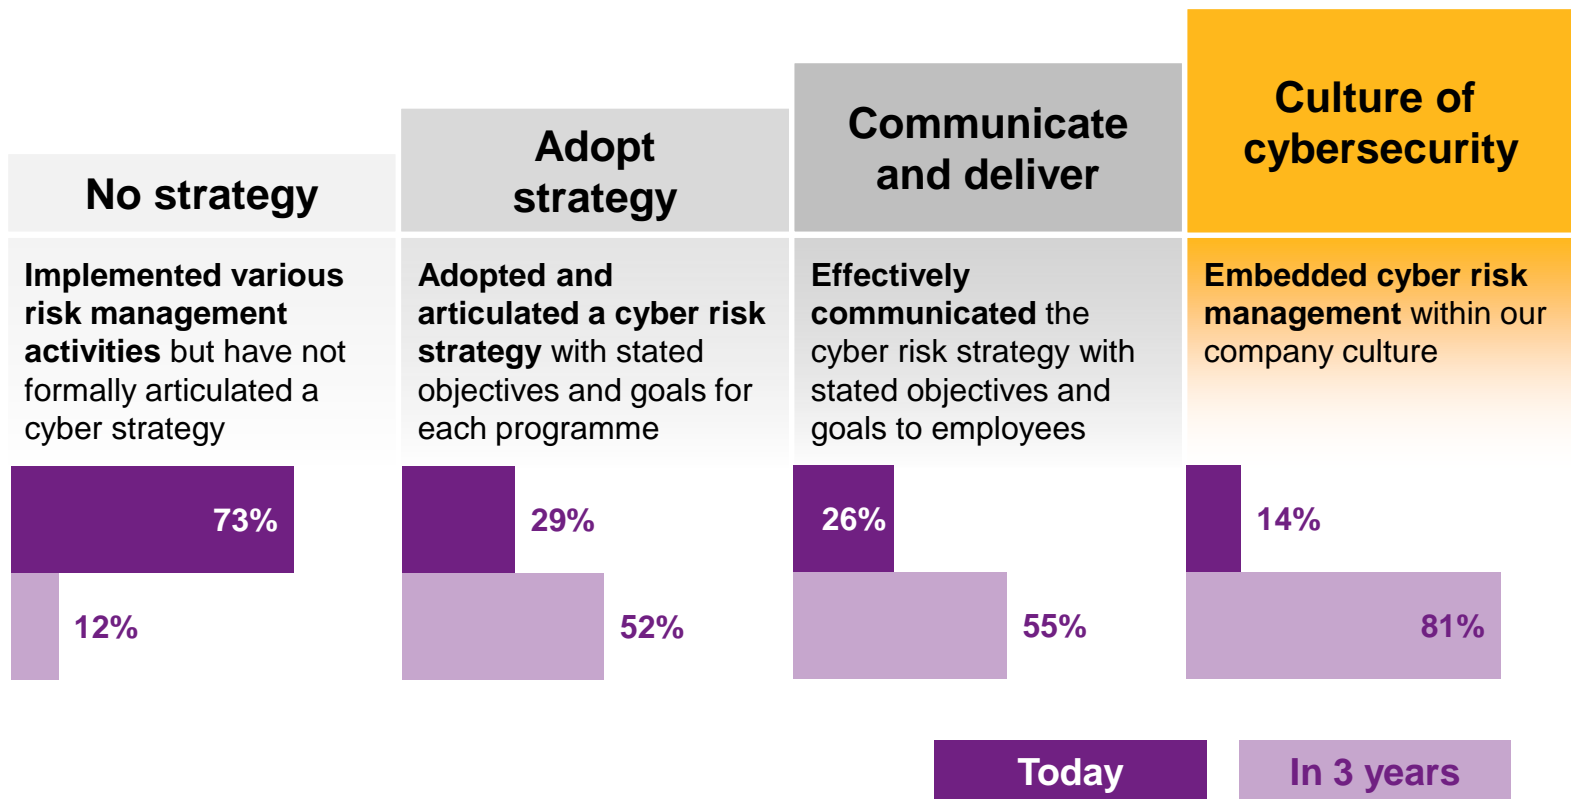 No strategy
Adopt
strategy
Communicate
and deliver
Culture of
cybersecurity
Implemented various
risk management
activities but have not
formally articulated a
cyber strategy
Adopted and
articulated a cyber risk
strategy with stated
objectives and goals for
each programme
Effectively
communicated the
cyber risk strategy with
stated objectives and
goals to employees
Embedded cyber risk
management within our
company culture
73%
12%
29%
52%
26%
55%
14%
81%
Today
In 3 years